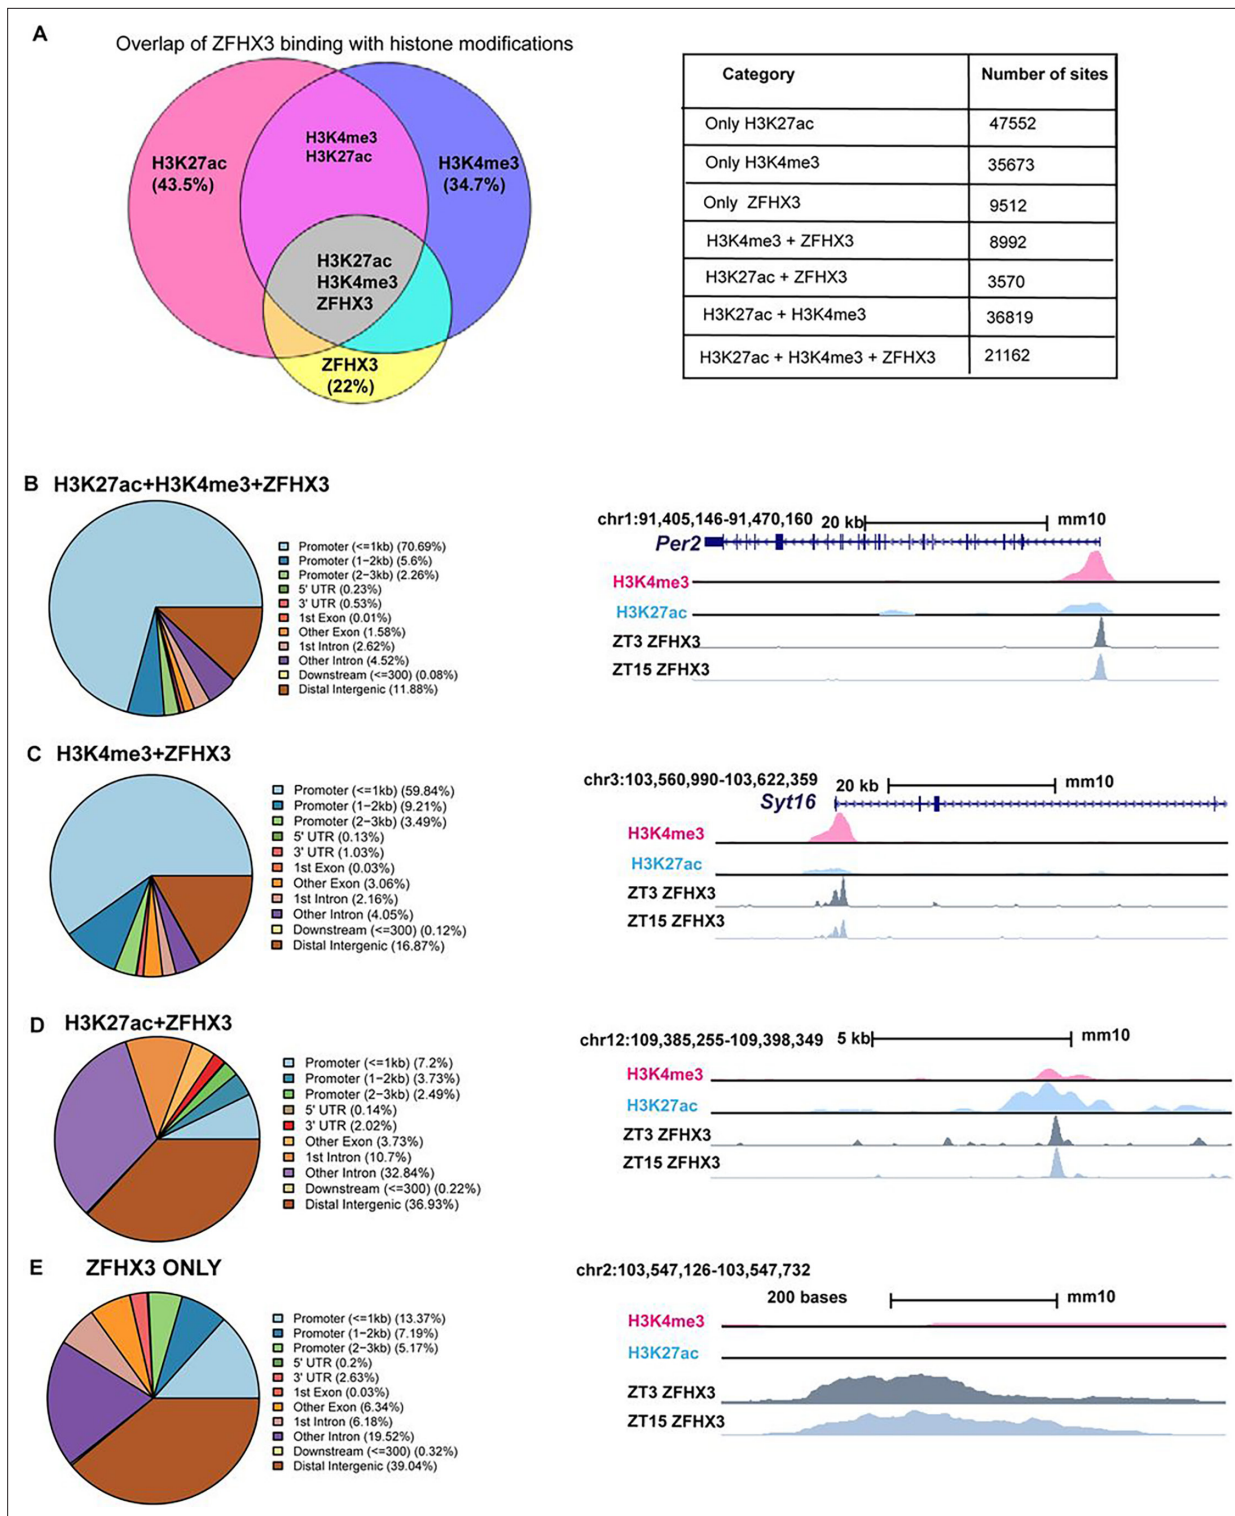 A
Overlap of ZFHX3 binding with histone modifications
H3K27ac
(43.5%)
H3K4me3
H3K27ac
H3K4me3
(34.7%)
H3K27ac
H3K4me3
ZFHX3
ZFHX3
(22%)
Category Number of sites
Only H3K27ac 47552
Only H3K4me3 35673
Only ZFHX3 9512
H3K4me3 + ZFHX3 8992
H3K27ac + ZFHX3 3570
H3K27ac + H3K4me3 36819
H3K27ac + H3K4me3 + ZFHX3 21162
B H3K27ac+H3K4me3+ZFHX3
Promoter (<=1kb) (70.69%)
Promoter (1−2kb) (5.6%)
Promoter (2−3kb) (2.26%)
5' UTR (0.23%)
3' UTR (0.53%)
1st Exon (0.01%)
Other Exon (1.58%)
1st Intron (2.62%)
Other Intron (4.52%)
Downstream (<=300) (0.08%)
Distal Intergenic (11.88%)
chr1:91,405,146-91,470,160 20 kb mm10
Per2
H3K4me3
H3K27ac
ZT3 ZFHX3
ZT15 ZFHX3
C H3K4me3+ZFHX3
Promoter (<=1kb) (59.84%)
Promoter (1−2kb) (9.21%)
Promoter (2−3kb) (3.49%)
5' UTR (0.13%)
3' UTR (1.03%)
1st Exon (0.03%)
Other Exon (3.06%)
1st Intron (2.16%)
Other Intron (4.05%)
Downstream (<=300) (0.12%)
Distal Intergenic (16.87%)
chr3:103,560,990-103,622,359 20 kb mm10
Syt16
H3K4me3
H3K27ac
ZT3 ZFHX3
ZT15 ZFHX3
D H3K27ac+ZFHX3
Promoter (<=1kb) (7.2%)
Promoter (1−2kb) (3.73%)
Promoter (2−3kb) (2.49%)
5' UTR (0.14%)
3' UTR (2.02%)
Other Exon (3.73%)
1st Intron (10.7%)
Other Intron (32.84%)
Downstream (<=300) (0.22%)
Distal Intergenic (36.93%)
chr12:109,385,255-109,398,349 5 kb mm10
H3K4me3
H3K27ac
ZT3 ZFHX3
ZT15 ZFHX3
E ZFHX3 ONLY
Promoter (<=1kb) (13.37%)
Promoter (1−2kb) (7.19%)
Promoter (2−3kb) (5.17%)
5' UTR (0.2%)
3' UTR (2.63%)
1st Exon (0.03%)
Other Exon (6.34%)
1st Intron (6.18%)
Other Intron (19.52%)
Downstream (<=300) (0.32%)
Distal Intergenic (39.04%)
chr2:103,547,126-103,547,732
200 bases mm10
H3K4me3
H3K27ac
ZT3 ZFHX3
ZT15 ZFHX3